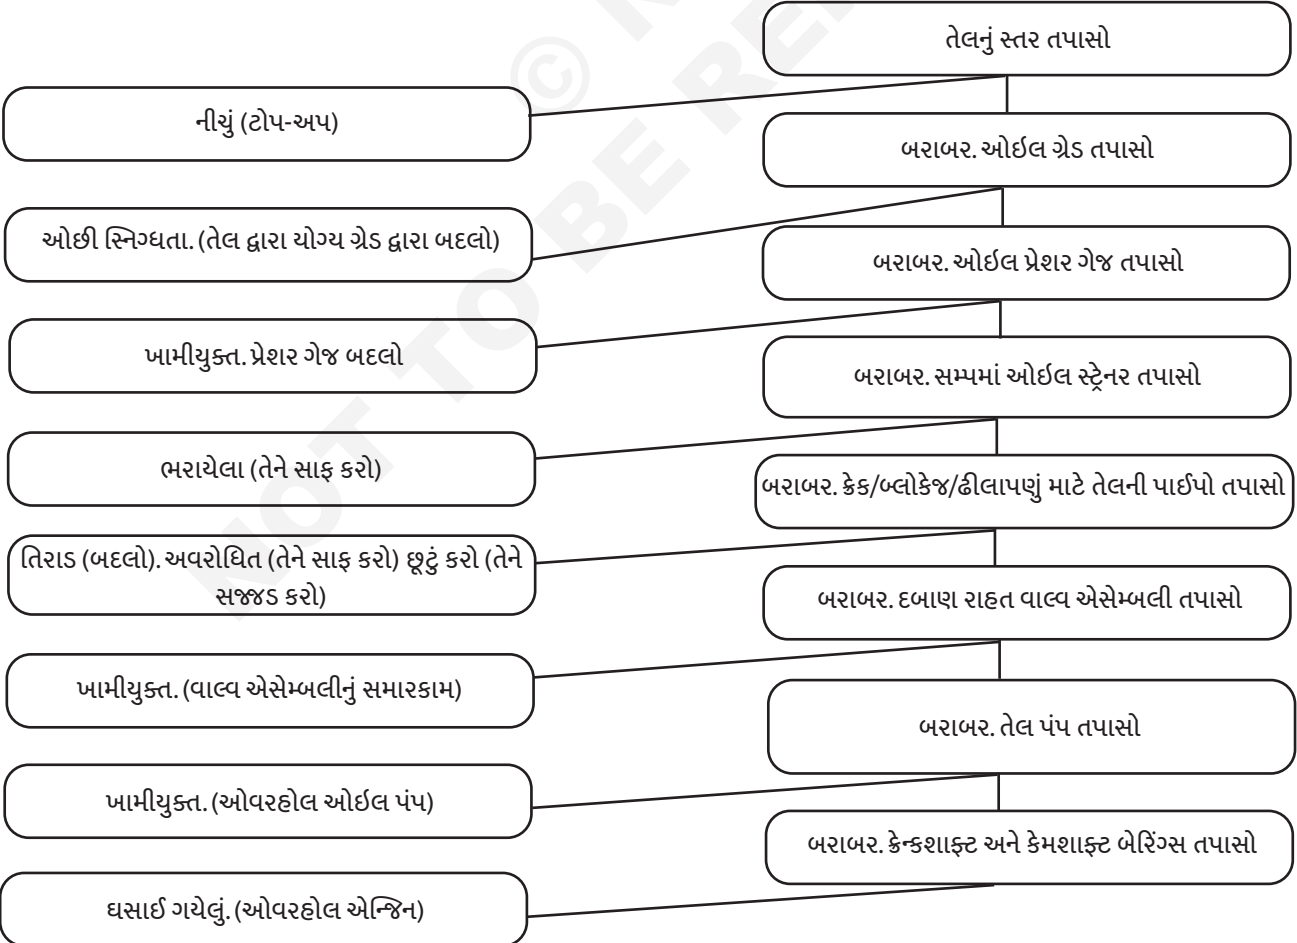 તેલનું સ્તર તપાસો
નીચું (ટોપ-અપ)
બરાબર. ઓઇલ ગ્રેડ તપાસો
ઓછી સ્નિગ્ધતા. (તેલ દ્વારા યોગ્ય ગ્રેડ દ્વારા બદલો)
બરાબર. ઓઇલ પ્રેશર ગેજ તપાસો
ખામીયુક્ત. પ્રેશર ગેજ બદલો
બરાબર. સમ્પમાં ઓઇલ સ્ટ્રેનર તપાસો
ભરાયેલા (તેને સાફ કરો)
બરાબર. ક્રેક/બ્લોકેજ/ઢીલાપણું માટે તેલની પાઈપો તપાસો
તિરાડ (બદલો). અવરોધિત (તેને સાફ કરો) છૂટું કરો (તેને
સજ્જડ કરો)
બરાબર. દબાણ રાહત વાલ્વ એસેમ્બલી તપાસો
ખામીયુક્ત. (વાલ્વ એસેમ્બલીનું સમારકામ)
બરાબર. તેલ પંપ તપાસો
ખામીયુક્ત. (ઓવરહોલ ઓઇલ પંપ)
બરાબર. ક્રેન્કશાફ્ટ અને કેમશાફ્ટ બેરિંગ્સ તપાસો
ઘસાઈ ગયેલું. (ઓવરહોલ એન્જિન)
©
NOT TO BE